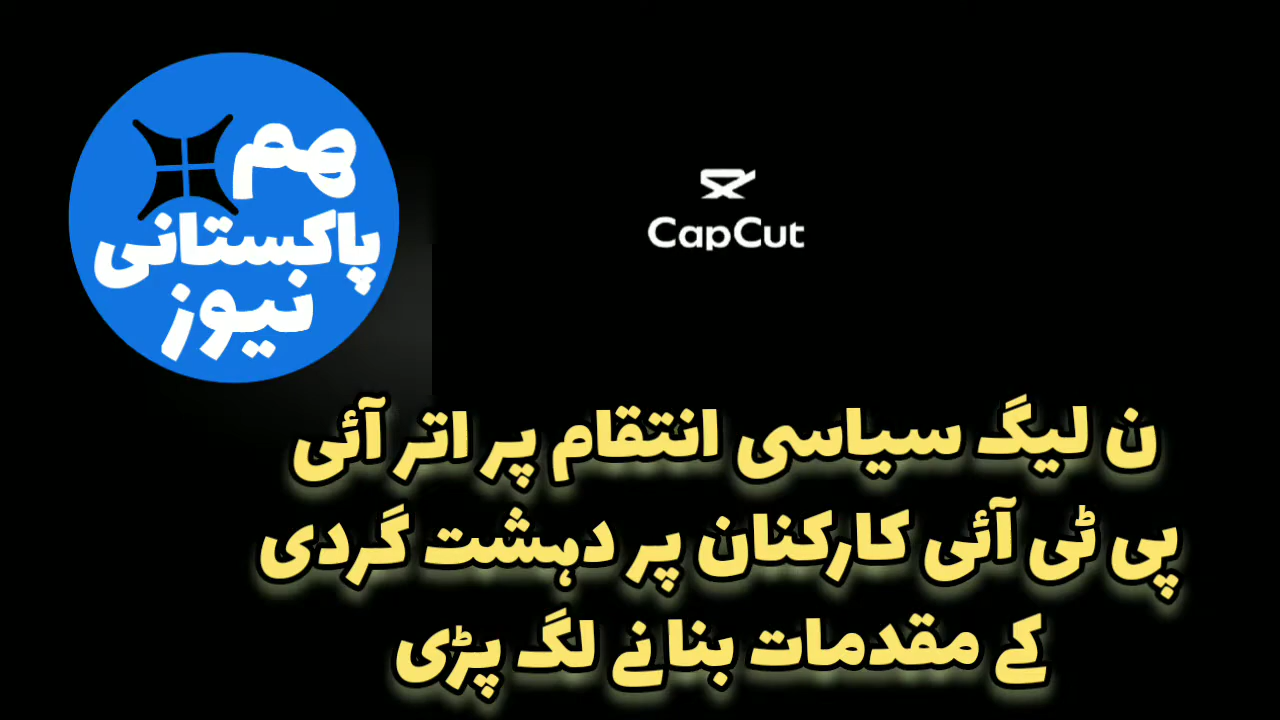 ہم
پاکستانی
نیوز
CapCut
ن لیگ سیاسی انتقام پر اتر آئی
پی ٹی آئی کارکنان پر دہشت گردی
کے مقدمات بنانے لگ پڑی